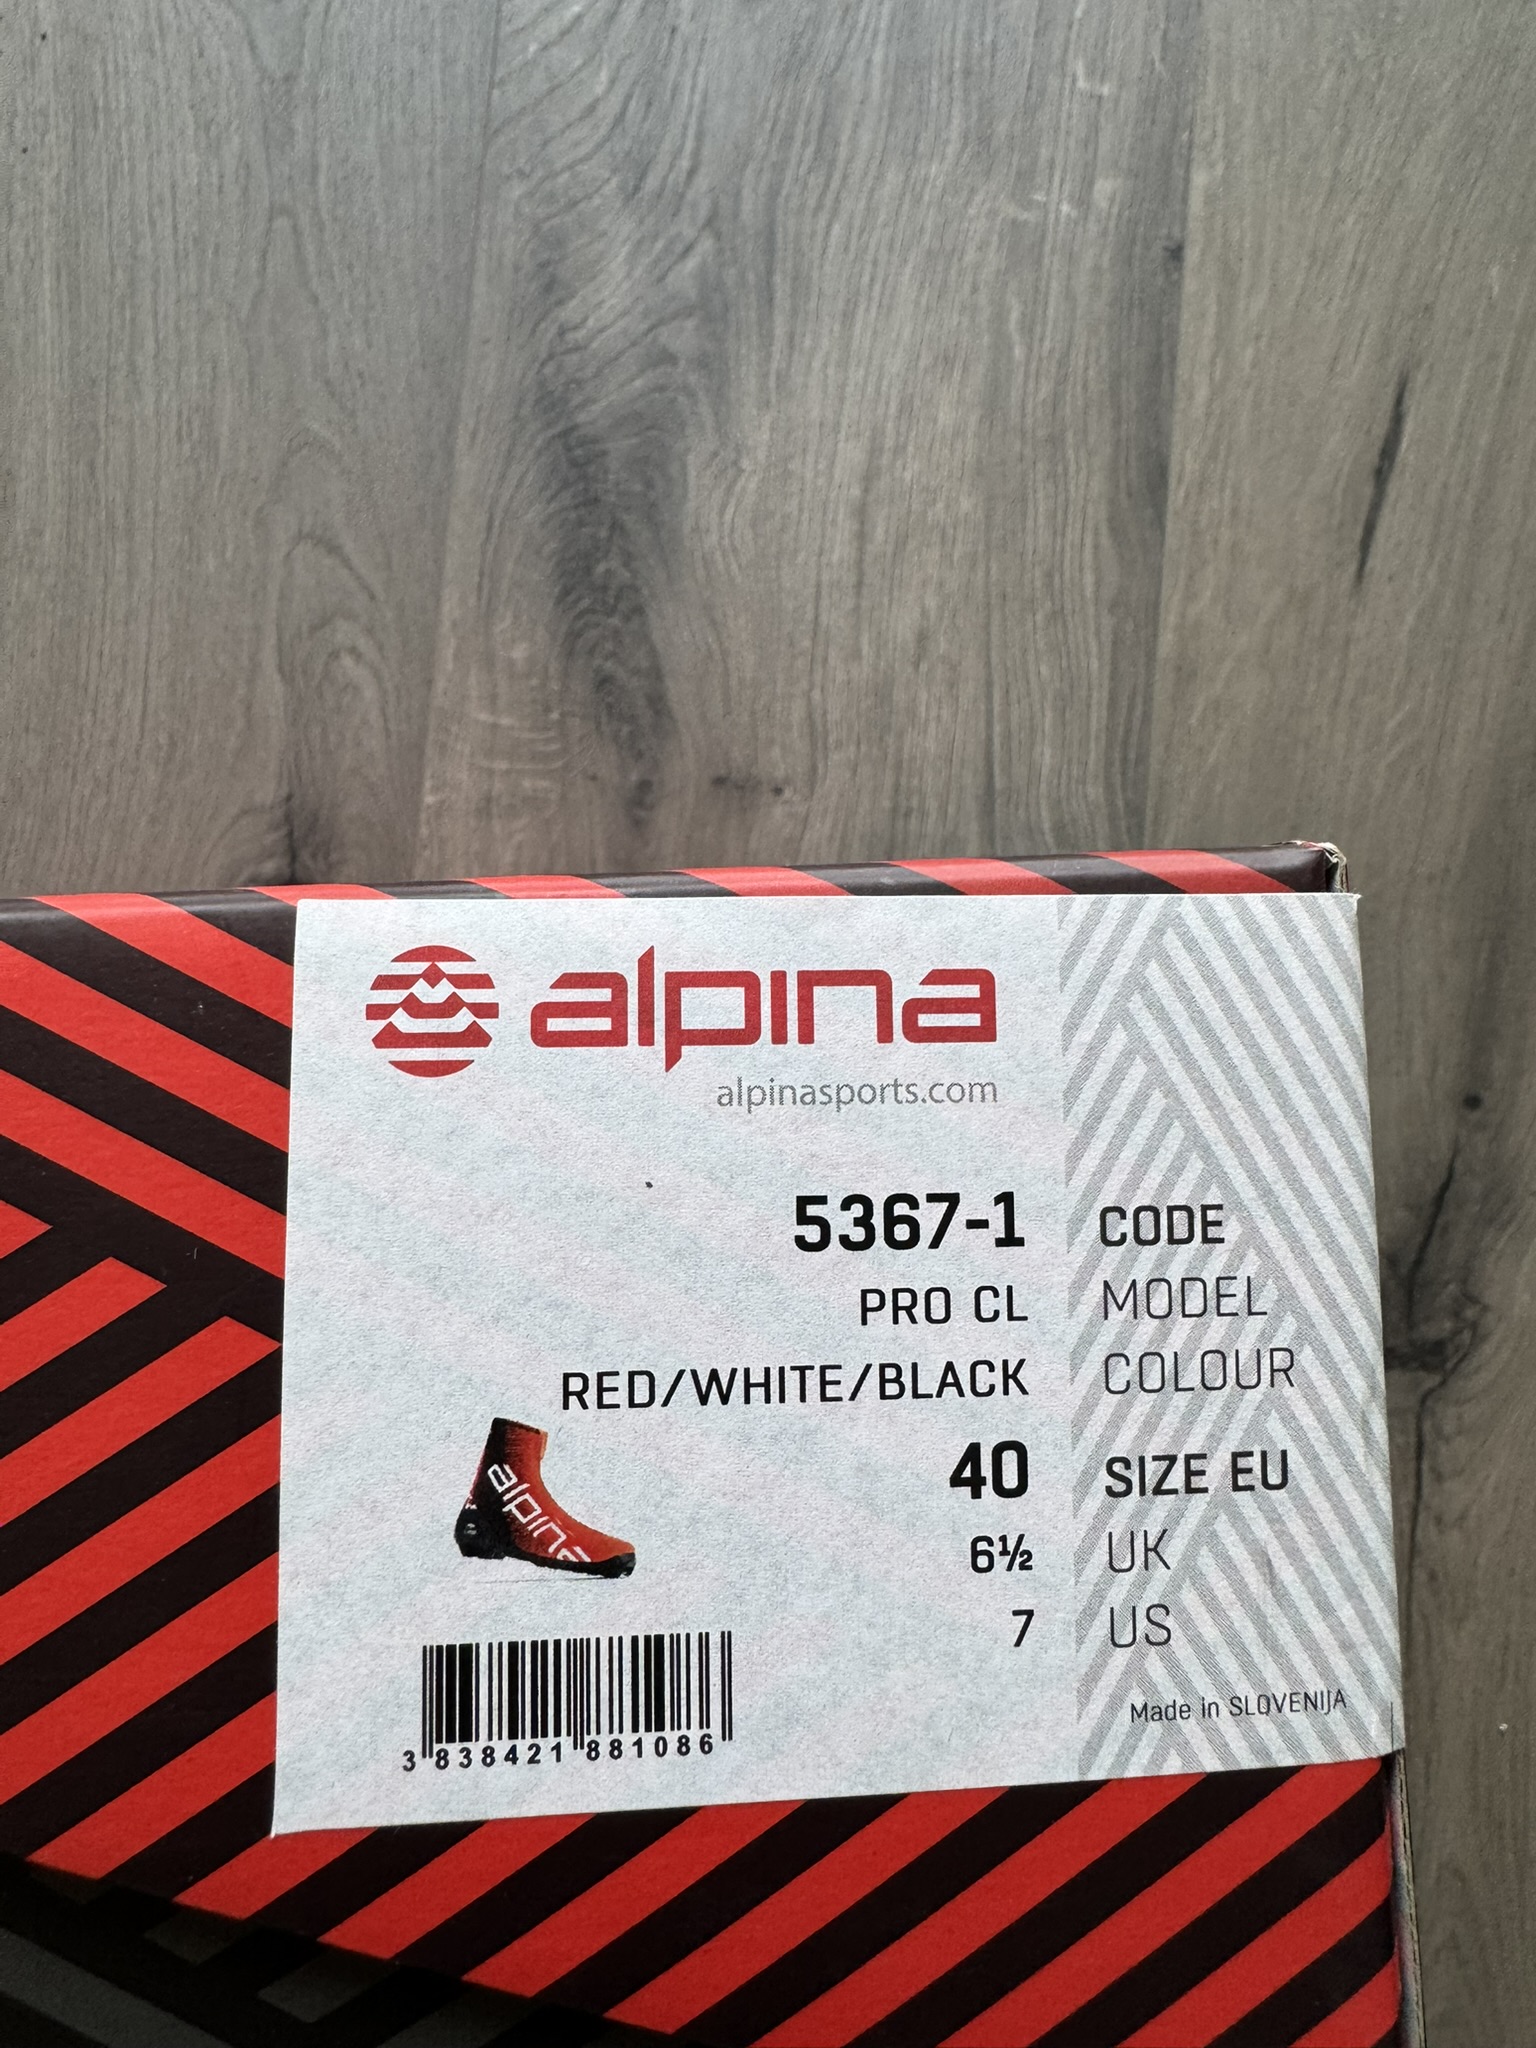 alpina
alpinasports.com
5367-1 CODE
PRO CL MODEL
RED/WHITE/BLACK COLOUR
40 SIZE EU
alpina
6½ UK
7 US
Made in SLOVENIJA
3 838421 881086